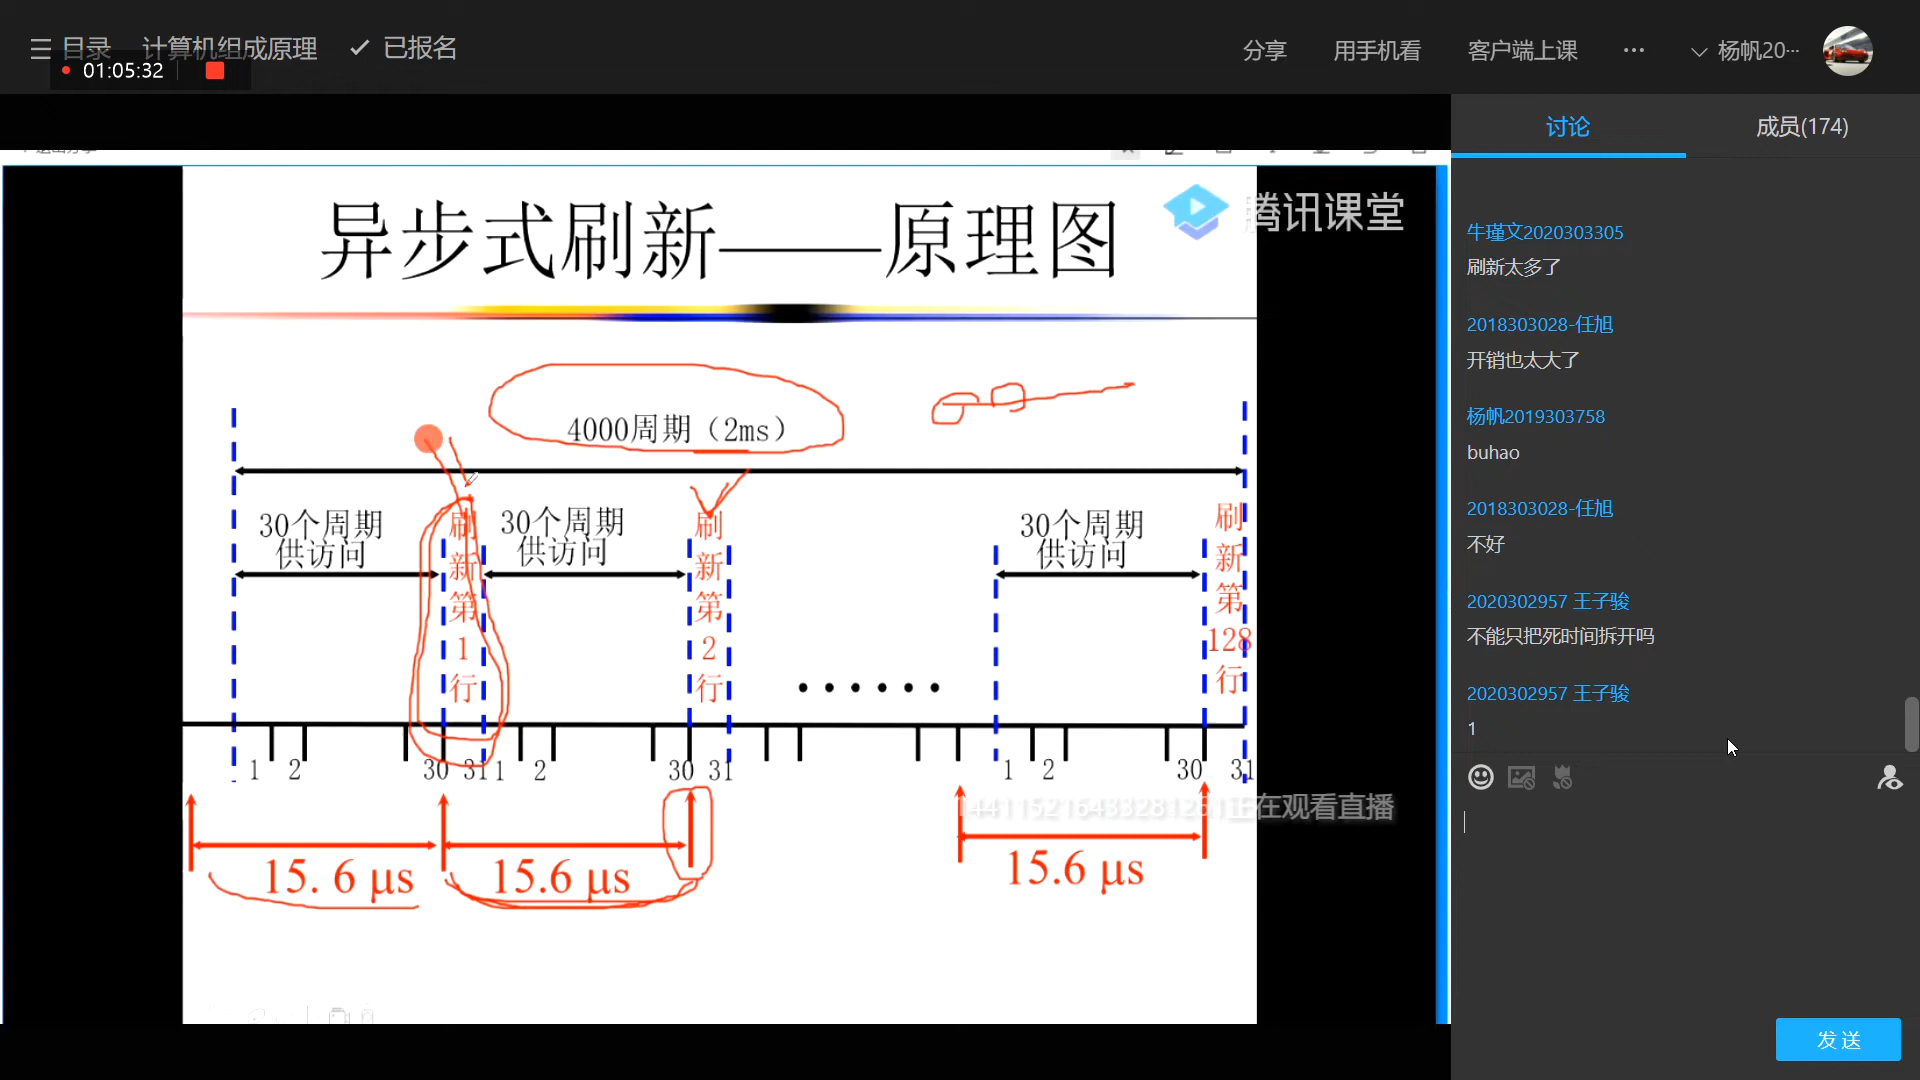 目录 计算机组成原理 已报名
01:05:32
分享 用手机看 客户端上课 ··· 杨帆20···
讨论 成员(174)
异步式刷新——原理图
腾讯课堂
4000周期（2ms）
30个周期
供访问
刷新第1行
30个周期
供访问
刷新第2行
······
30个周期
供访问
刷新第128行
1 2 30 31 1 2 30 31 1 2 30 31
正在观看直播
15.6 μs 15.6 μs 15.6 μs
牛瑾文2020303305
刷新太多了
2018303028-任旭
开销也太大了
杨帆2019303758
buhao
2018303028-任旭
不好
2020302957 王子骏
不能只把死时间拆开吗
2020302957 王子骏
1
发送